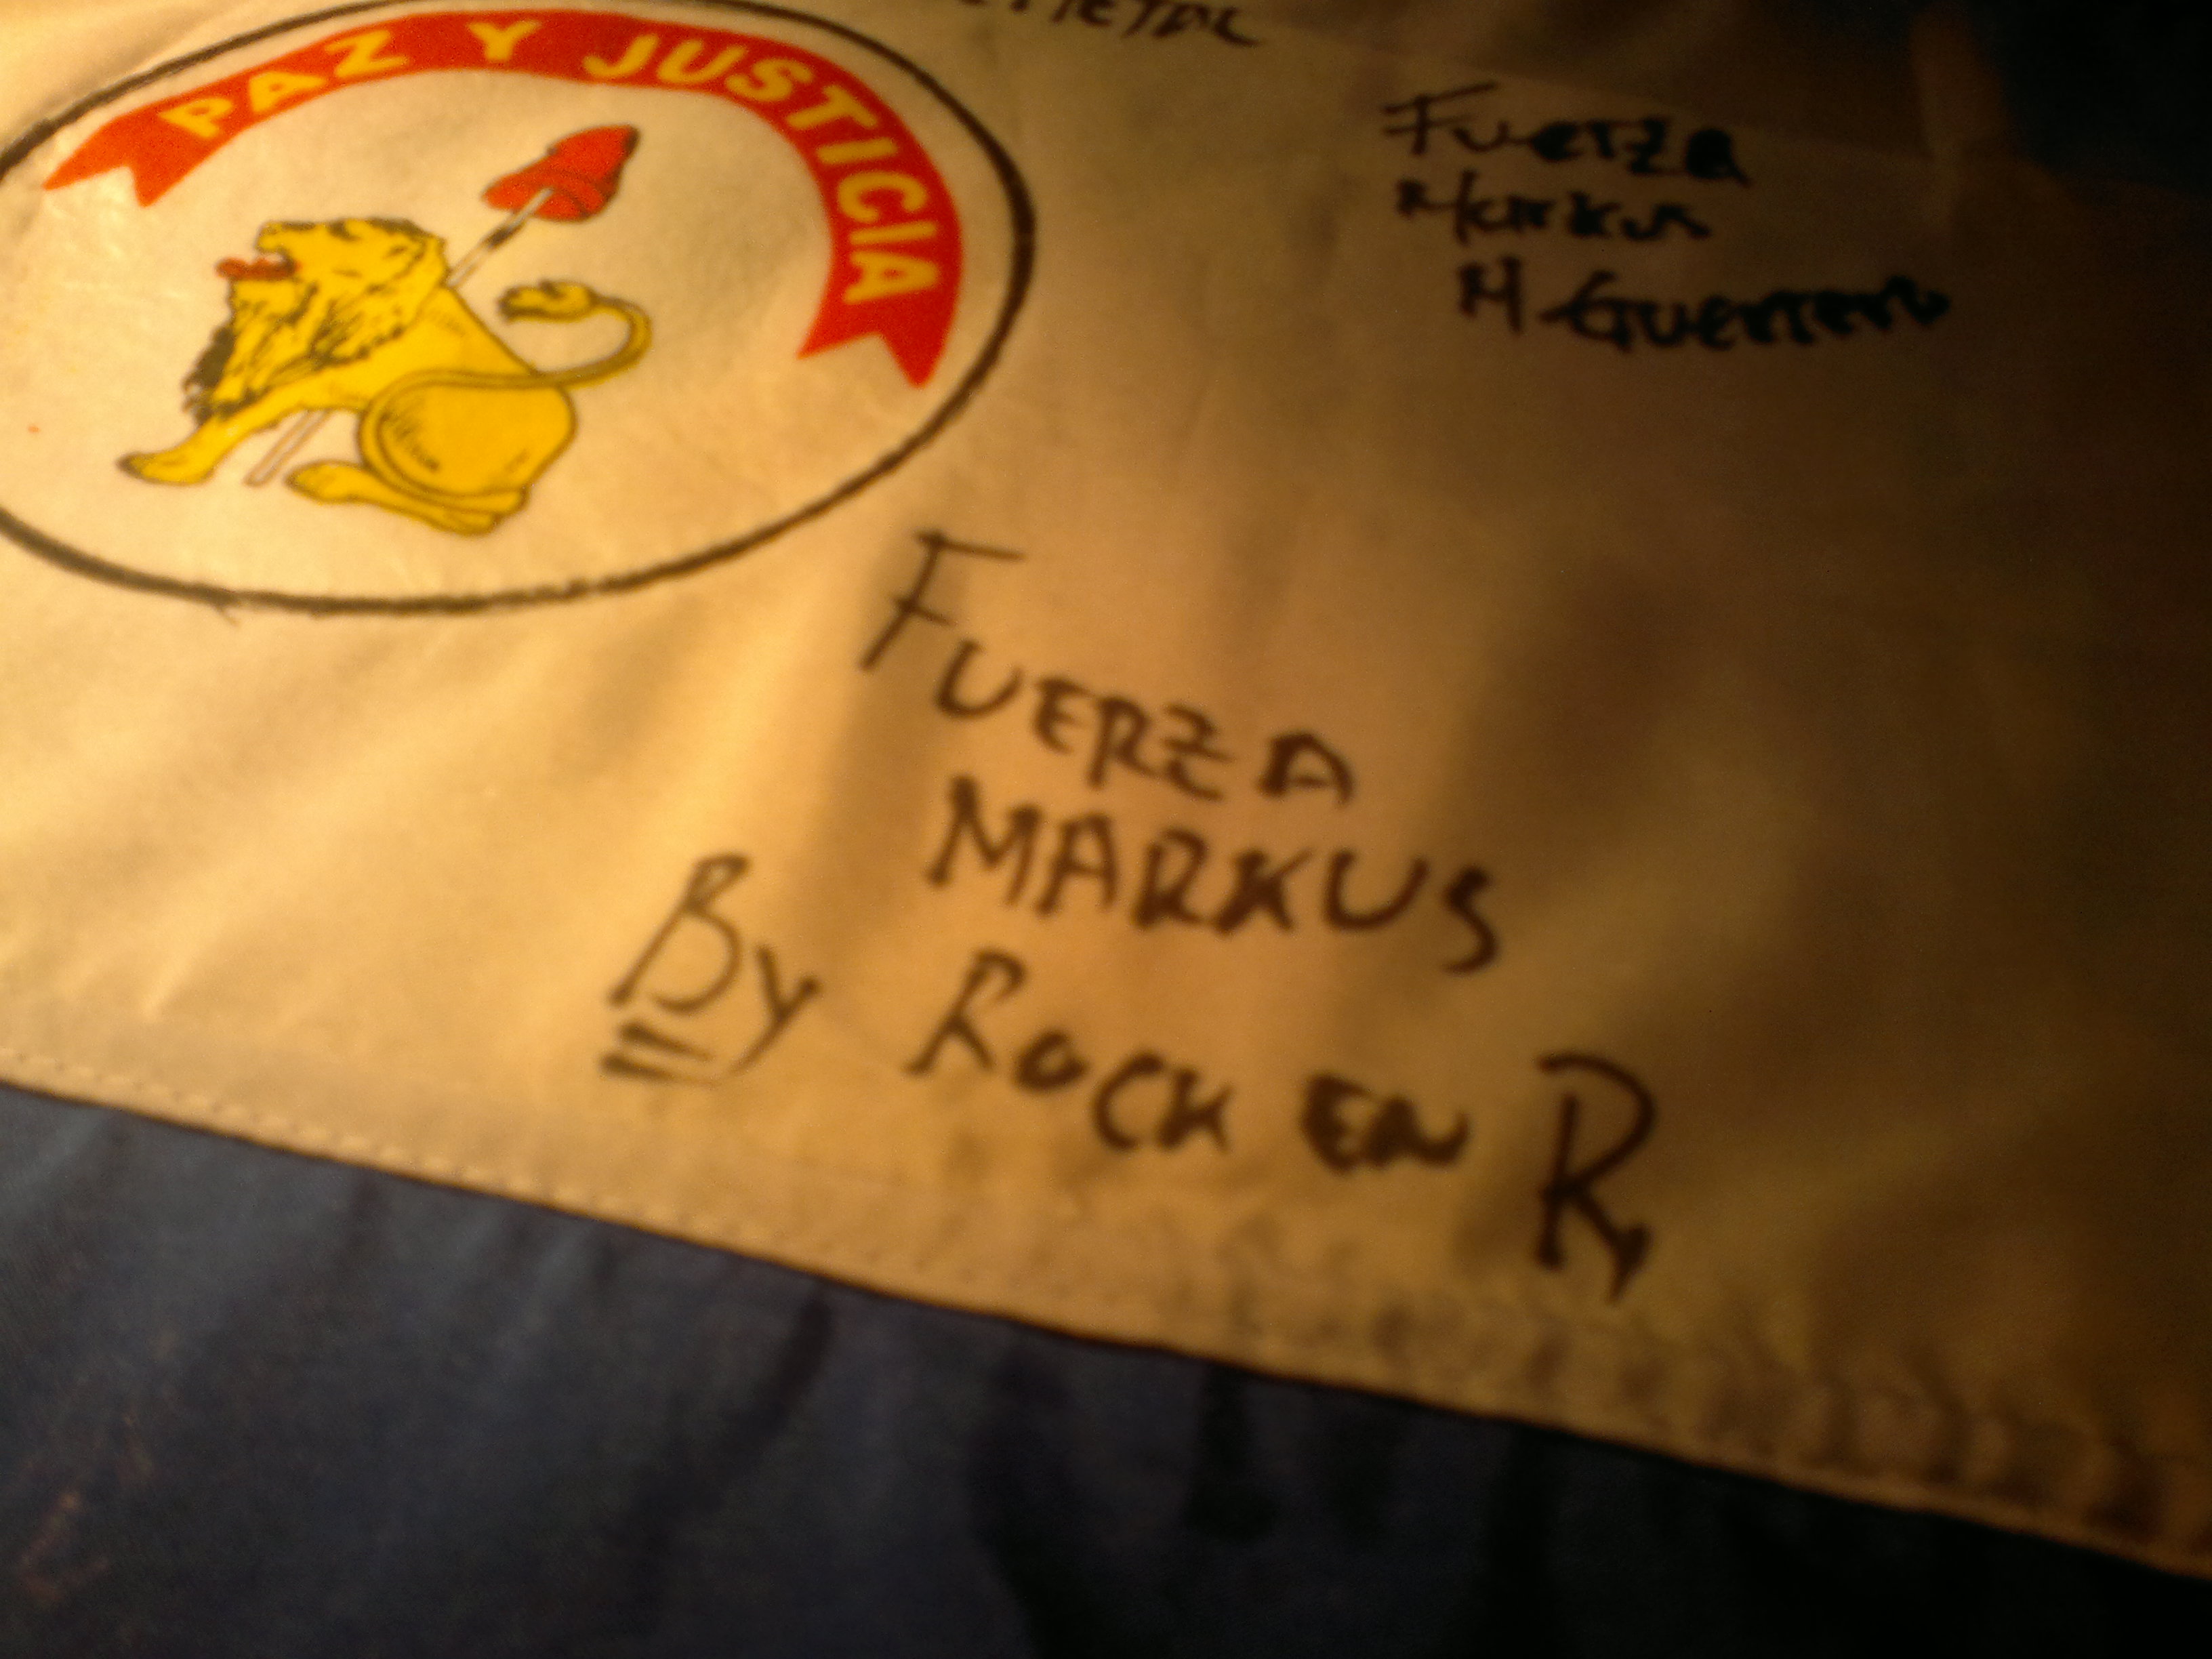 PAZ Y JUSTICIA
Fuerza
Markus
M Guerrero
FUERZA
MARKUS
By ROCK EN R